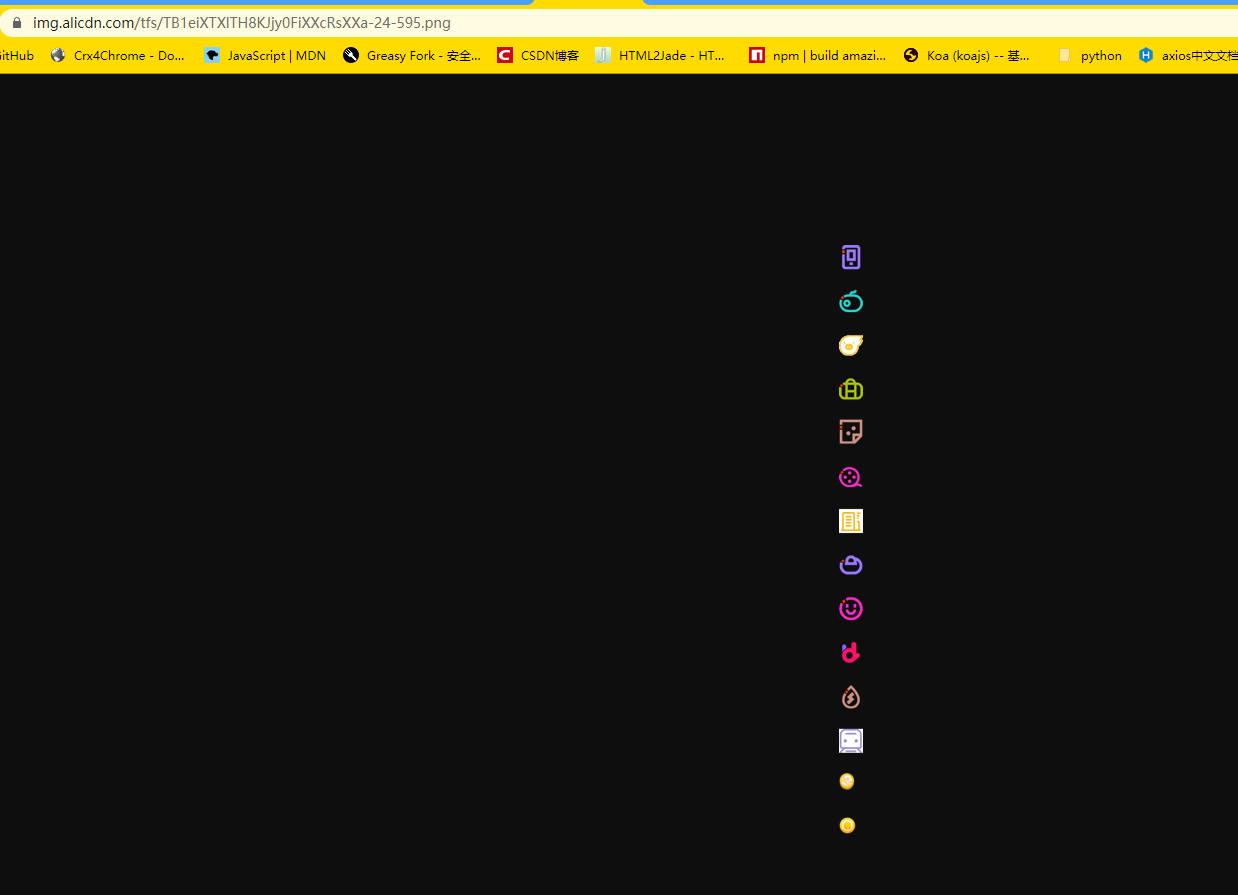 img.alicdn.com/tfs/TB1eiXTXlTH8KJjy0FiXXcRsXXa-24-595.png
itHub Crx4Chrome - Do... JavaScript | MDN Greasy Fork - 安全... CSDN博客 HTML2Jade - HT... npm | build amazi... Koa (koajs) -- 基... python axios中文文档